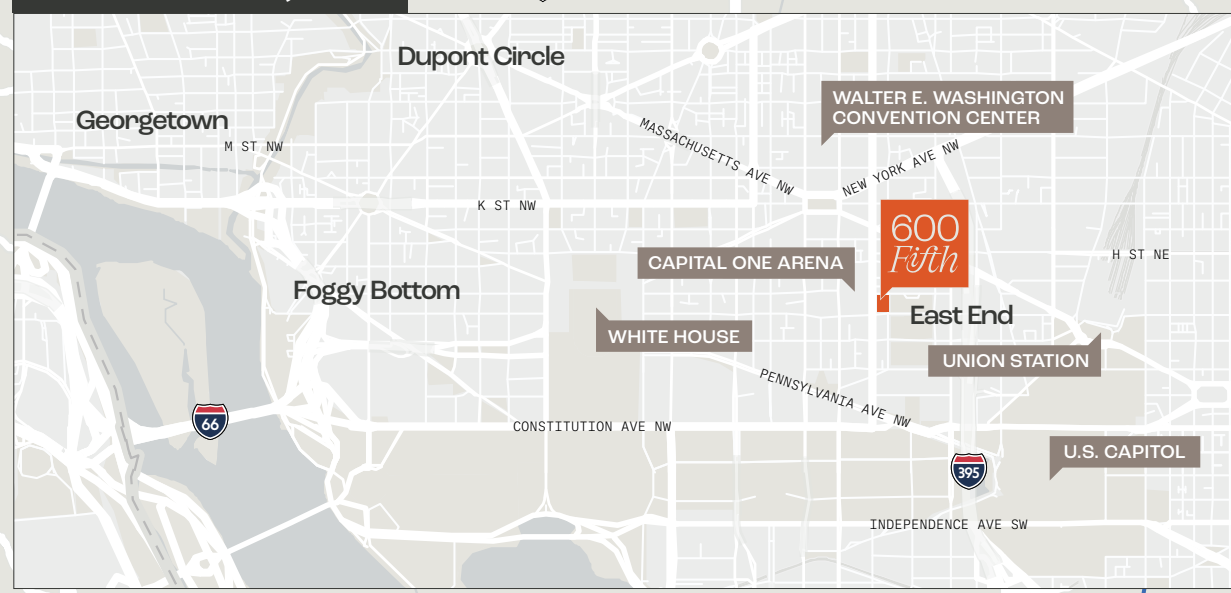 Dupont Circle
WALTER E. WASHINGTON
CONVENTION CENTER
Georgetown
M ST NW
MASSACHUSETTS AVE NW
NEW YORK AVE NW
K ST NW
600
Fifth
H ST NE
CAPITAL ONE ARENA
Foggy Bottom
East End
WHITE HOUSE
UNION STATION
PENNSYLVANIA AVE NW
66
CONSTITUTION AVE NW
U.S. CAPITOL
395
INDEPENDENCE AVE SW